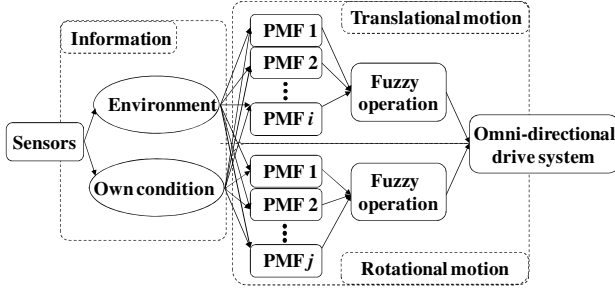 Information
Translational motion
PMF 1
PMF 2
PMF i
Environment
Fuzzy
operation
Sensors
Omni-directional
drive system
Own condition
PMF 1
PMF 2
PMF j
Fuzzy
operation
Rotational motion